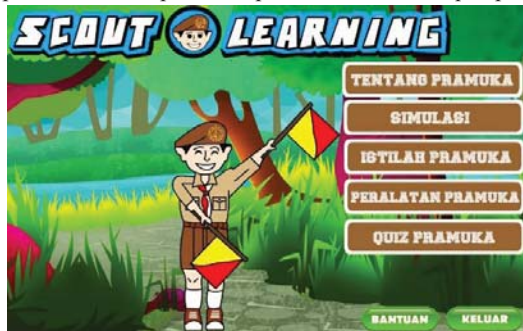 SCOUT LEARNING
TENTANG PRAMUKA
SIMULASI
ISTILAH PRAMUKA
PERALATAN PRAMUKA
QUIZ PRAMUKA
BANTUAN KELUAR